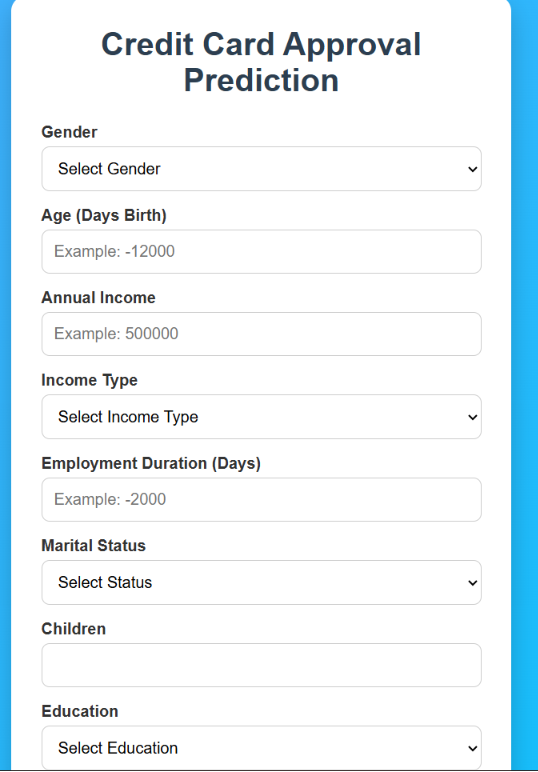 Credit Card Approval
Prediction
Gender
Select Gender
Age (Days Birth)
Example: -12000
Annual Income
Example: 500000
Income Type
Select Income Type
Employment Duration (Days)
Example: -2000
Marital Status
Select Status
Children
Education
Select Education